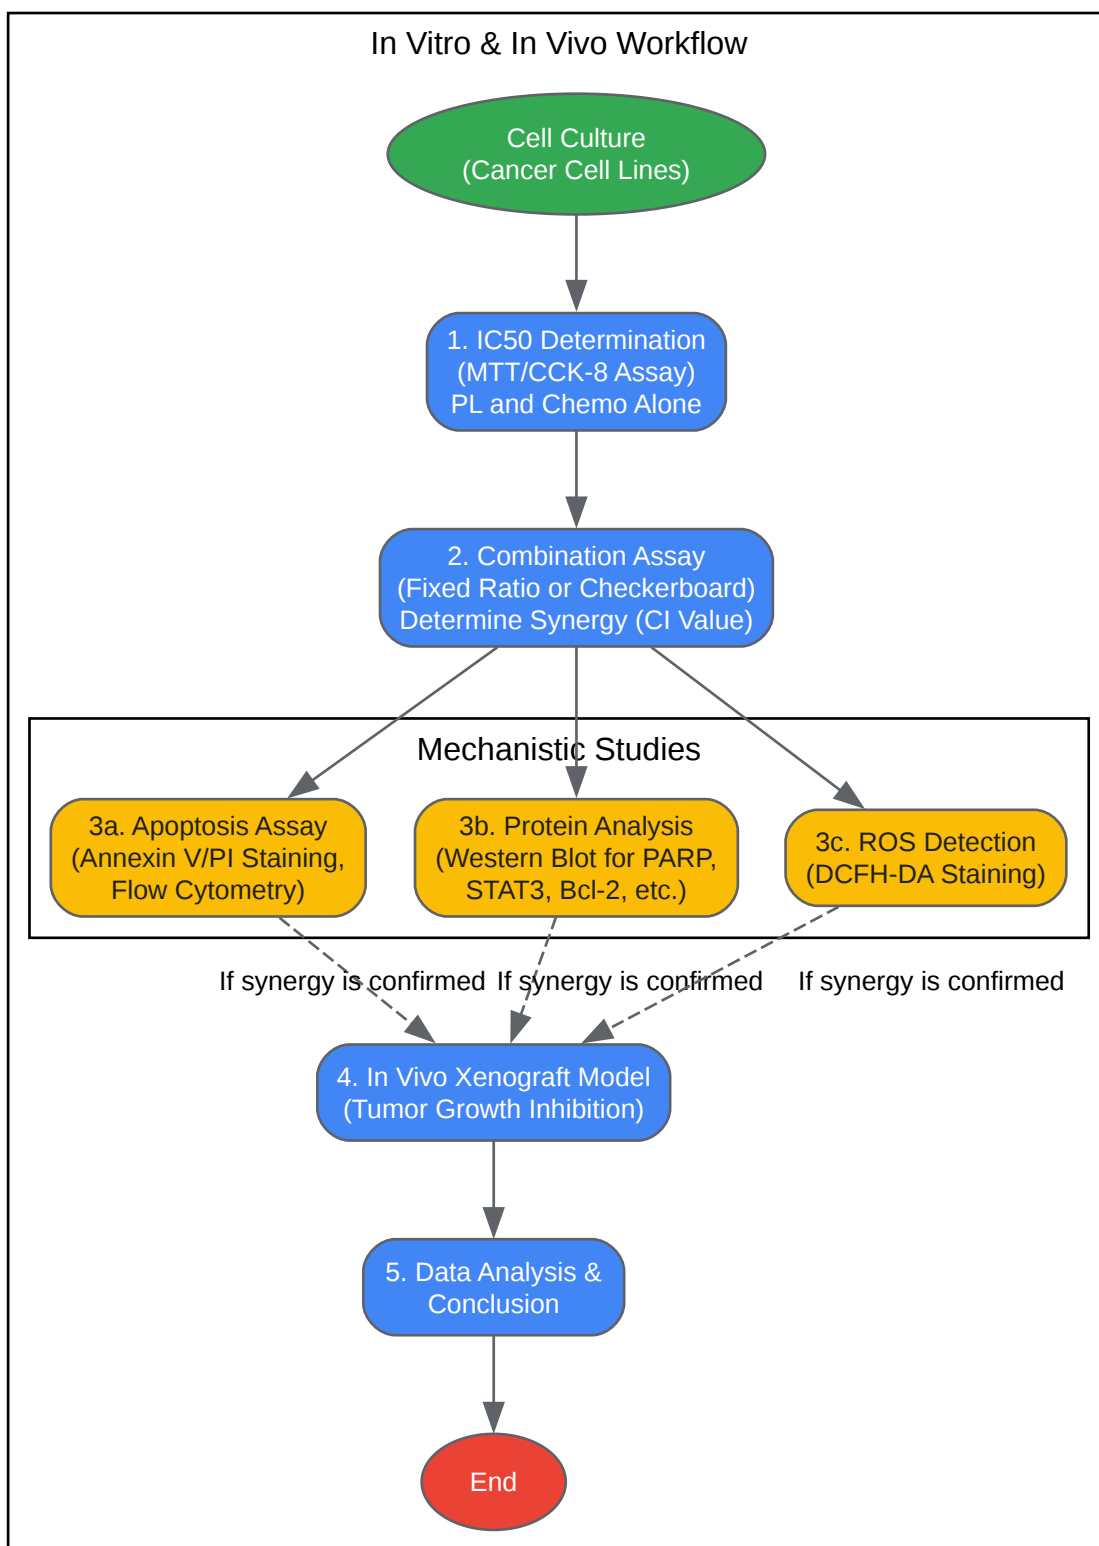 In Vitro & In Vivo Workflow
Cell Culture
(Cancer Cell Lines)
1. IC50 Determination
(MTT/CCK-8 Assay)
PL and Chemo Alone
2. Combination Assay
(Fixed Ratio or Checkerboard)
Determine Synergy (CI Value)
Mechanistic Studies
3a. Apoptosis Assay
(Annexin V/PI Staining,
Flow Cytometry)
3b. Protein Analysis
(Western Blot for PARP,
STAT3, Bcl-2, etc.)
3c. ROS Detection
(DCFH-DA Staining)
If synergy is confirmed
If synergy is confirmed
If synergy is confirmed
4. In Vivo Xenograft Model
(Tumor Growth Inhibition)
5. Data Analysis &
Conclusion
End